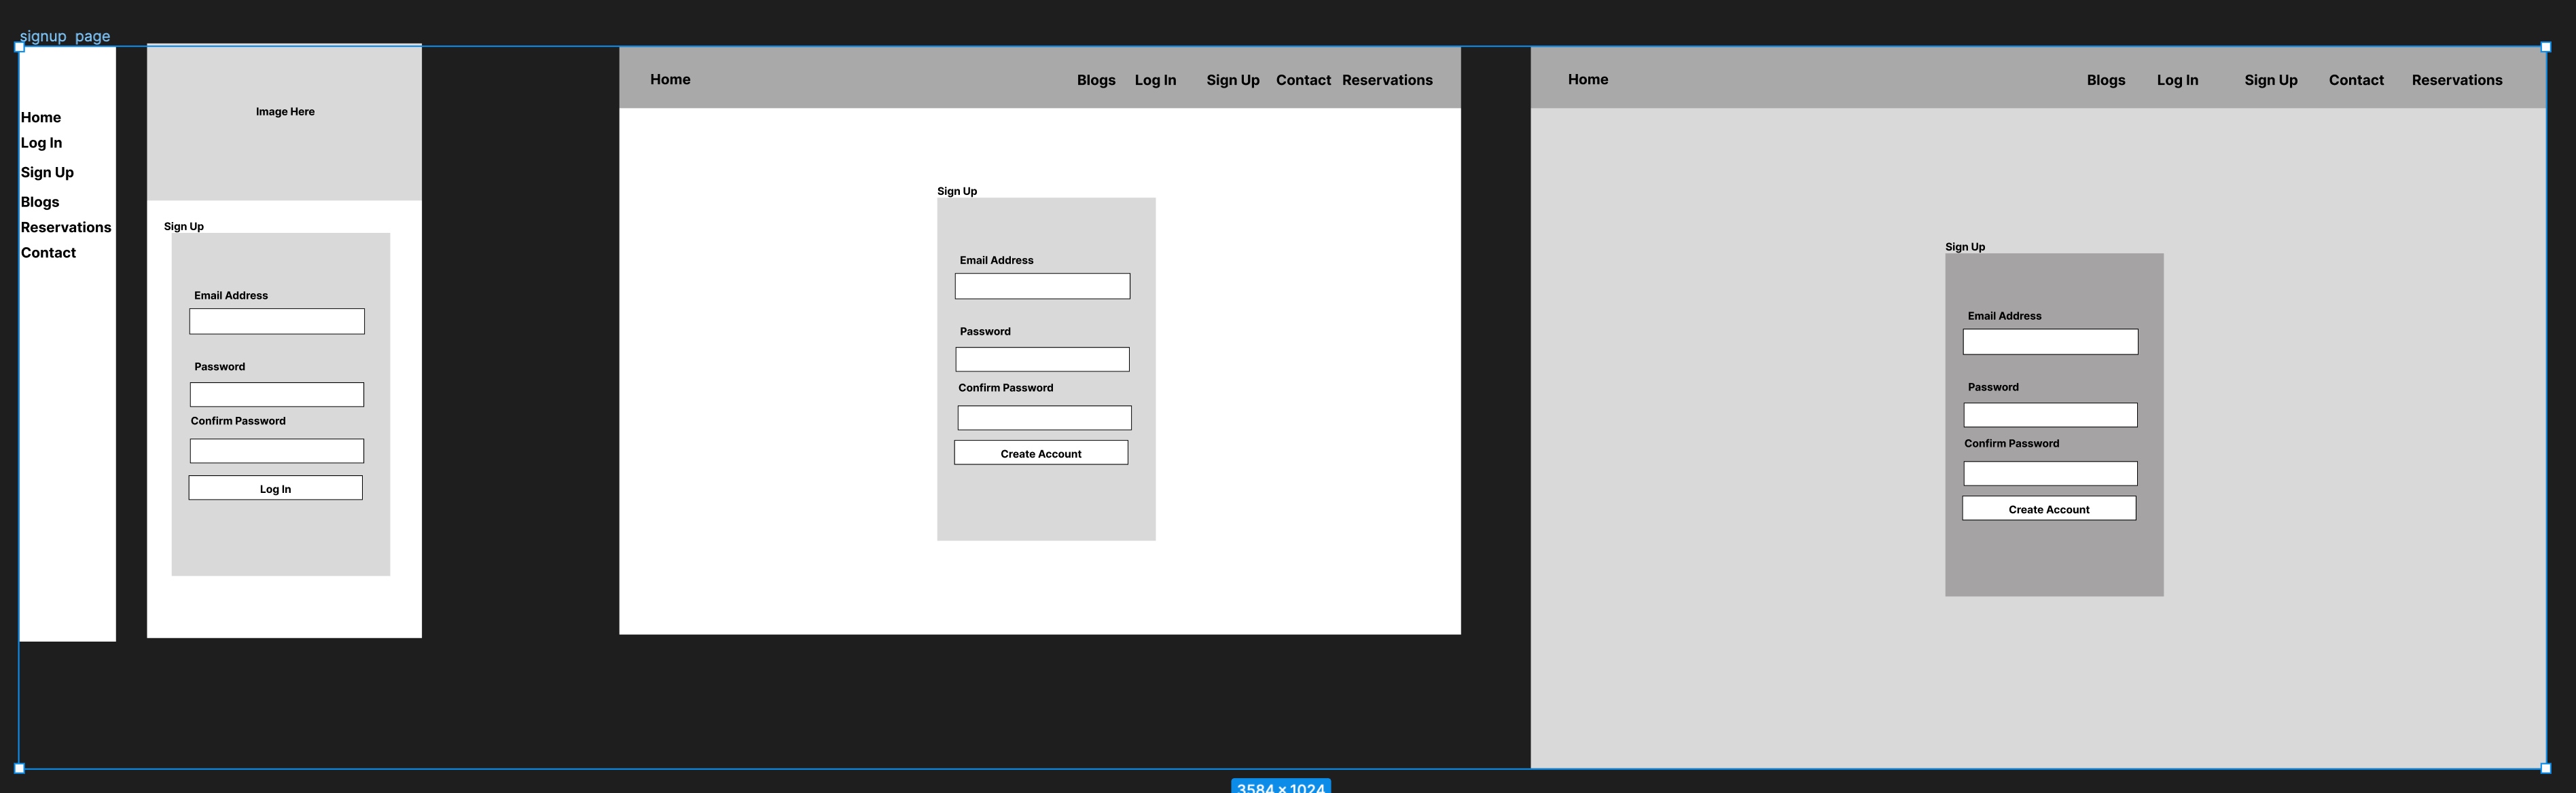 signup page
Home
Log In
Sign Up
Blogs
Reservations
Contact
Image Here
Sign Up
Email Address
Password
Confirm Password
Log In
Home Blogs Log In Sign Up Contact Reservations
Sign Up
Email Address
Password
Confirm Password
Create Account
Home Blogs Log In Sign Up Contact Reservations
Sign Up
Email Address
Password
Confirm Password
Create Account
3584 × 1024